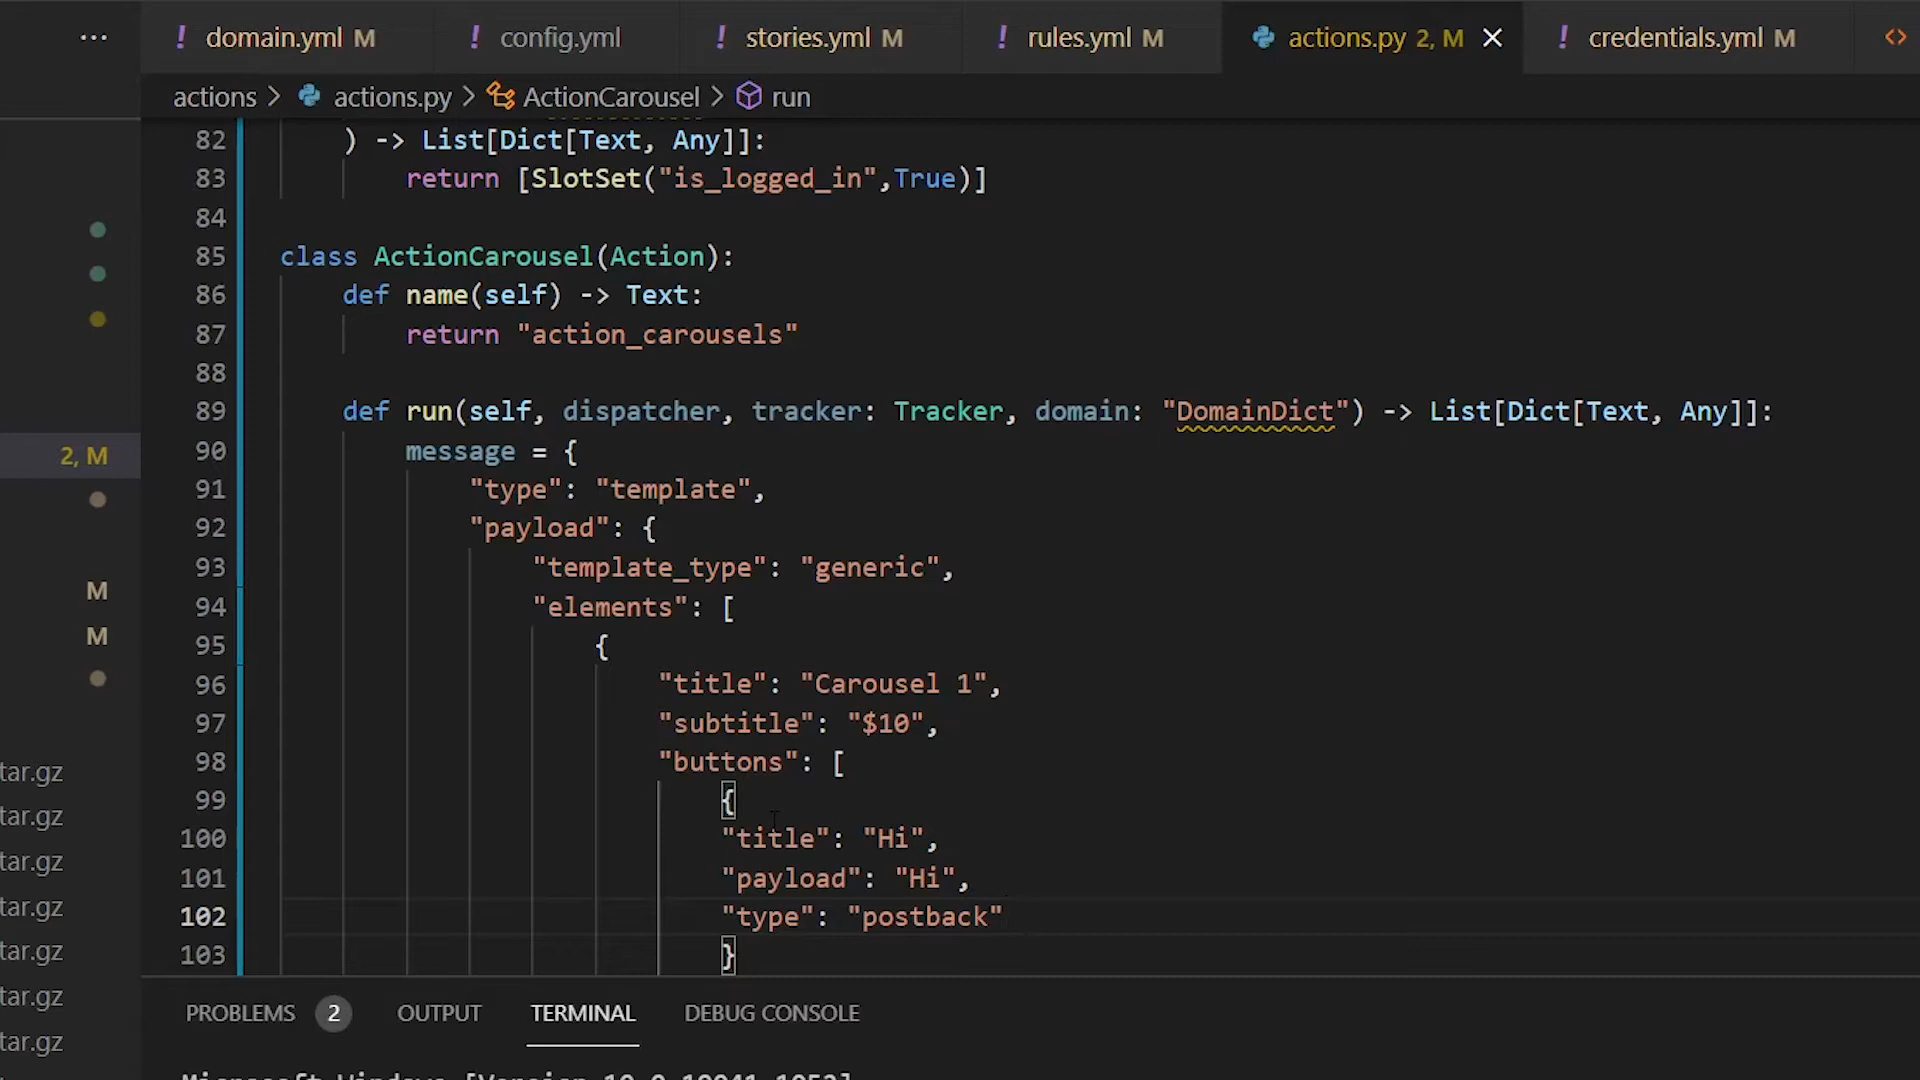 ... ! domain.yml M ! config.yml ! stories.yml M ! rules.yml M actions.py 2, M × ! credentials.yml M <>
actions > actions.py > ActionCarousel > run
82 ) -> List[Dict[Text, Any]]:
83 return [SlotSet("is_logged_in",True)]
84
85 class ActionCarousel(Action):
86 def name(self) -> Text:
87 return "action_carousels"
88
89 def run(self, dispatcher, tracker: Tracker, domain: "DomainDict") -> List[Dict[Text, Any]]:
2, M
90 message = {
91 "type": "template",
92 "payload": {
93 "template_type": "generic",
M
94 "elements": [
M
95 {
96 "title": "Carousel 1",
97 "subtitle": "$10",
98 "buttons": [
tar.gz
99 {
tar.gz
100 "title": "Hi",
tar.gz
101 "payload": "Hi",
tar.gz
102 "type": "postback"
tar.gz
103 }
tar.gz
PROBLEMS 2 OUTPUT TERMINAL DEBUG CONSOLE
tar.gz